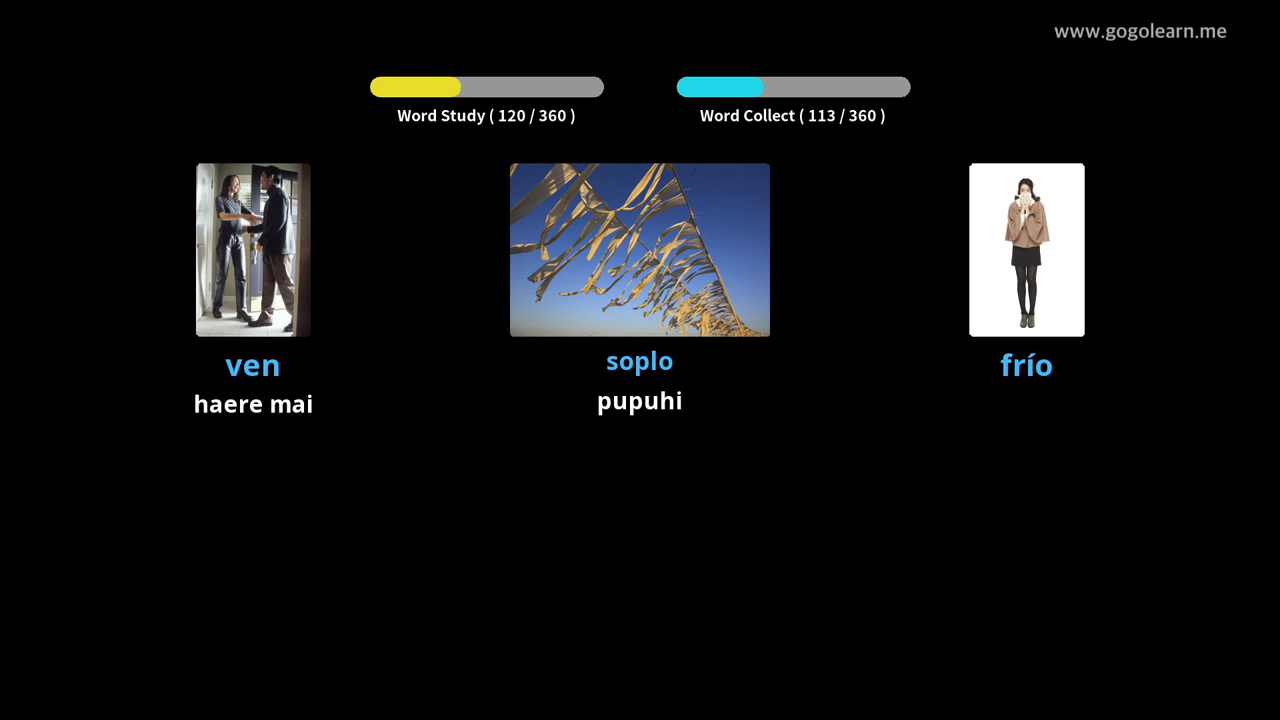 www.gogolearn.me
Word Study ( 120 / 360 )
Word Collect ( 113 / 360 )
ven
soplo
frío
haere mai
pupuhi